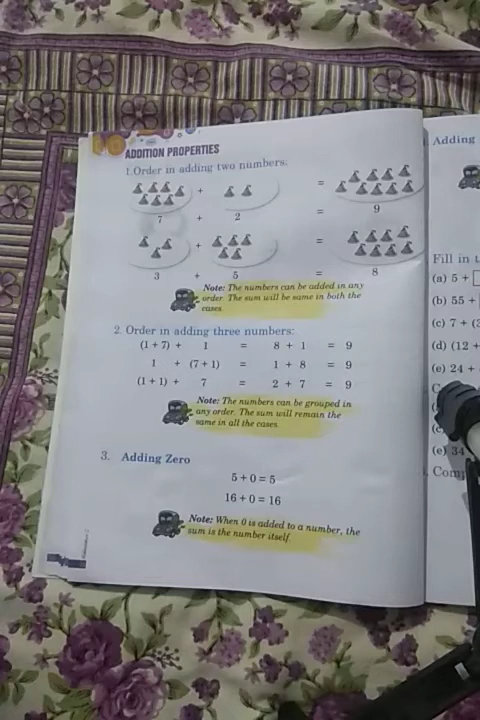 ADDITION PROPERTIES
1.Order in adding two numbers:
+ =
7 + 2 = 9
+ =
3 + 5 = 8
Note: The numbers can be added in any
order. The sum will be same in both the
cases.
2. Order in adding three numbers:
(1+7) + 1 = 8 + 1 = 9
1 + (7+1) = 1 + 8 = 9
(1+1) + 7 = 2 + 7 = 9
Note: The numbers can be grouped in
any order. The sum will remain the
same in all the cases.
3. Adding Zero
5+0=5
16+0=16
Note: When 0 is added to a number, the
sum is the number itself.
Adding
Fill in
(a) 5 +
(b) 55 +
(c) 7 +
(d) (12 +
(e) 24 +
(e) 34